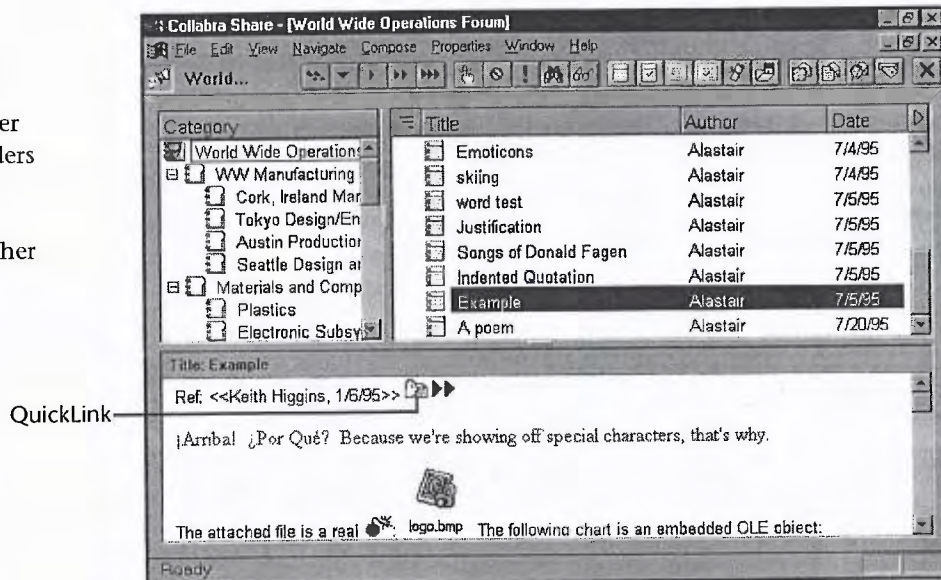 Collabra Share - [World Wide Operations Forum]
File Edit View Navigate Compose Properties Window Help
World...
er
lers
her
QuickLink
Category
World Wide Operations
WW Manufacturing
Cork, Ireland Mar
Tokyo Design/En
Austin Production
Seattle Design ar
Materials and Comp
Plastics
Electronic Subsy
Title Author Date
Emoticons Alastair 7/4/95
skiing Alastair 7/4/95
word test Alastair 7/5/95
Justification Alastair 7/5/95
Songs of Donald Fagen Alastair 7/5/95
Indented Quotation Alastair 7/5/95
Example Alastair 7/5/95
A poem Alastair 7/20/95
Title: Example
Ref: <<Keith Higgins, 1/6/95>>
¡Arriba! ¿Por Qué? Because we're showing off special characters, that's why.
The attached file is a real : logo.bmp The following chart is an embedded OLE object:
Ready